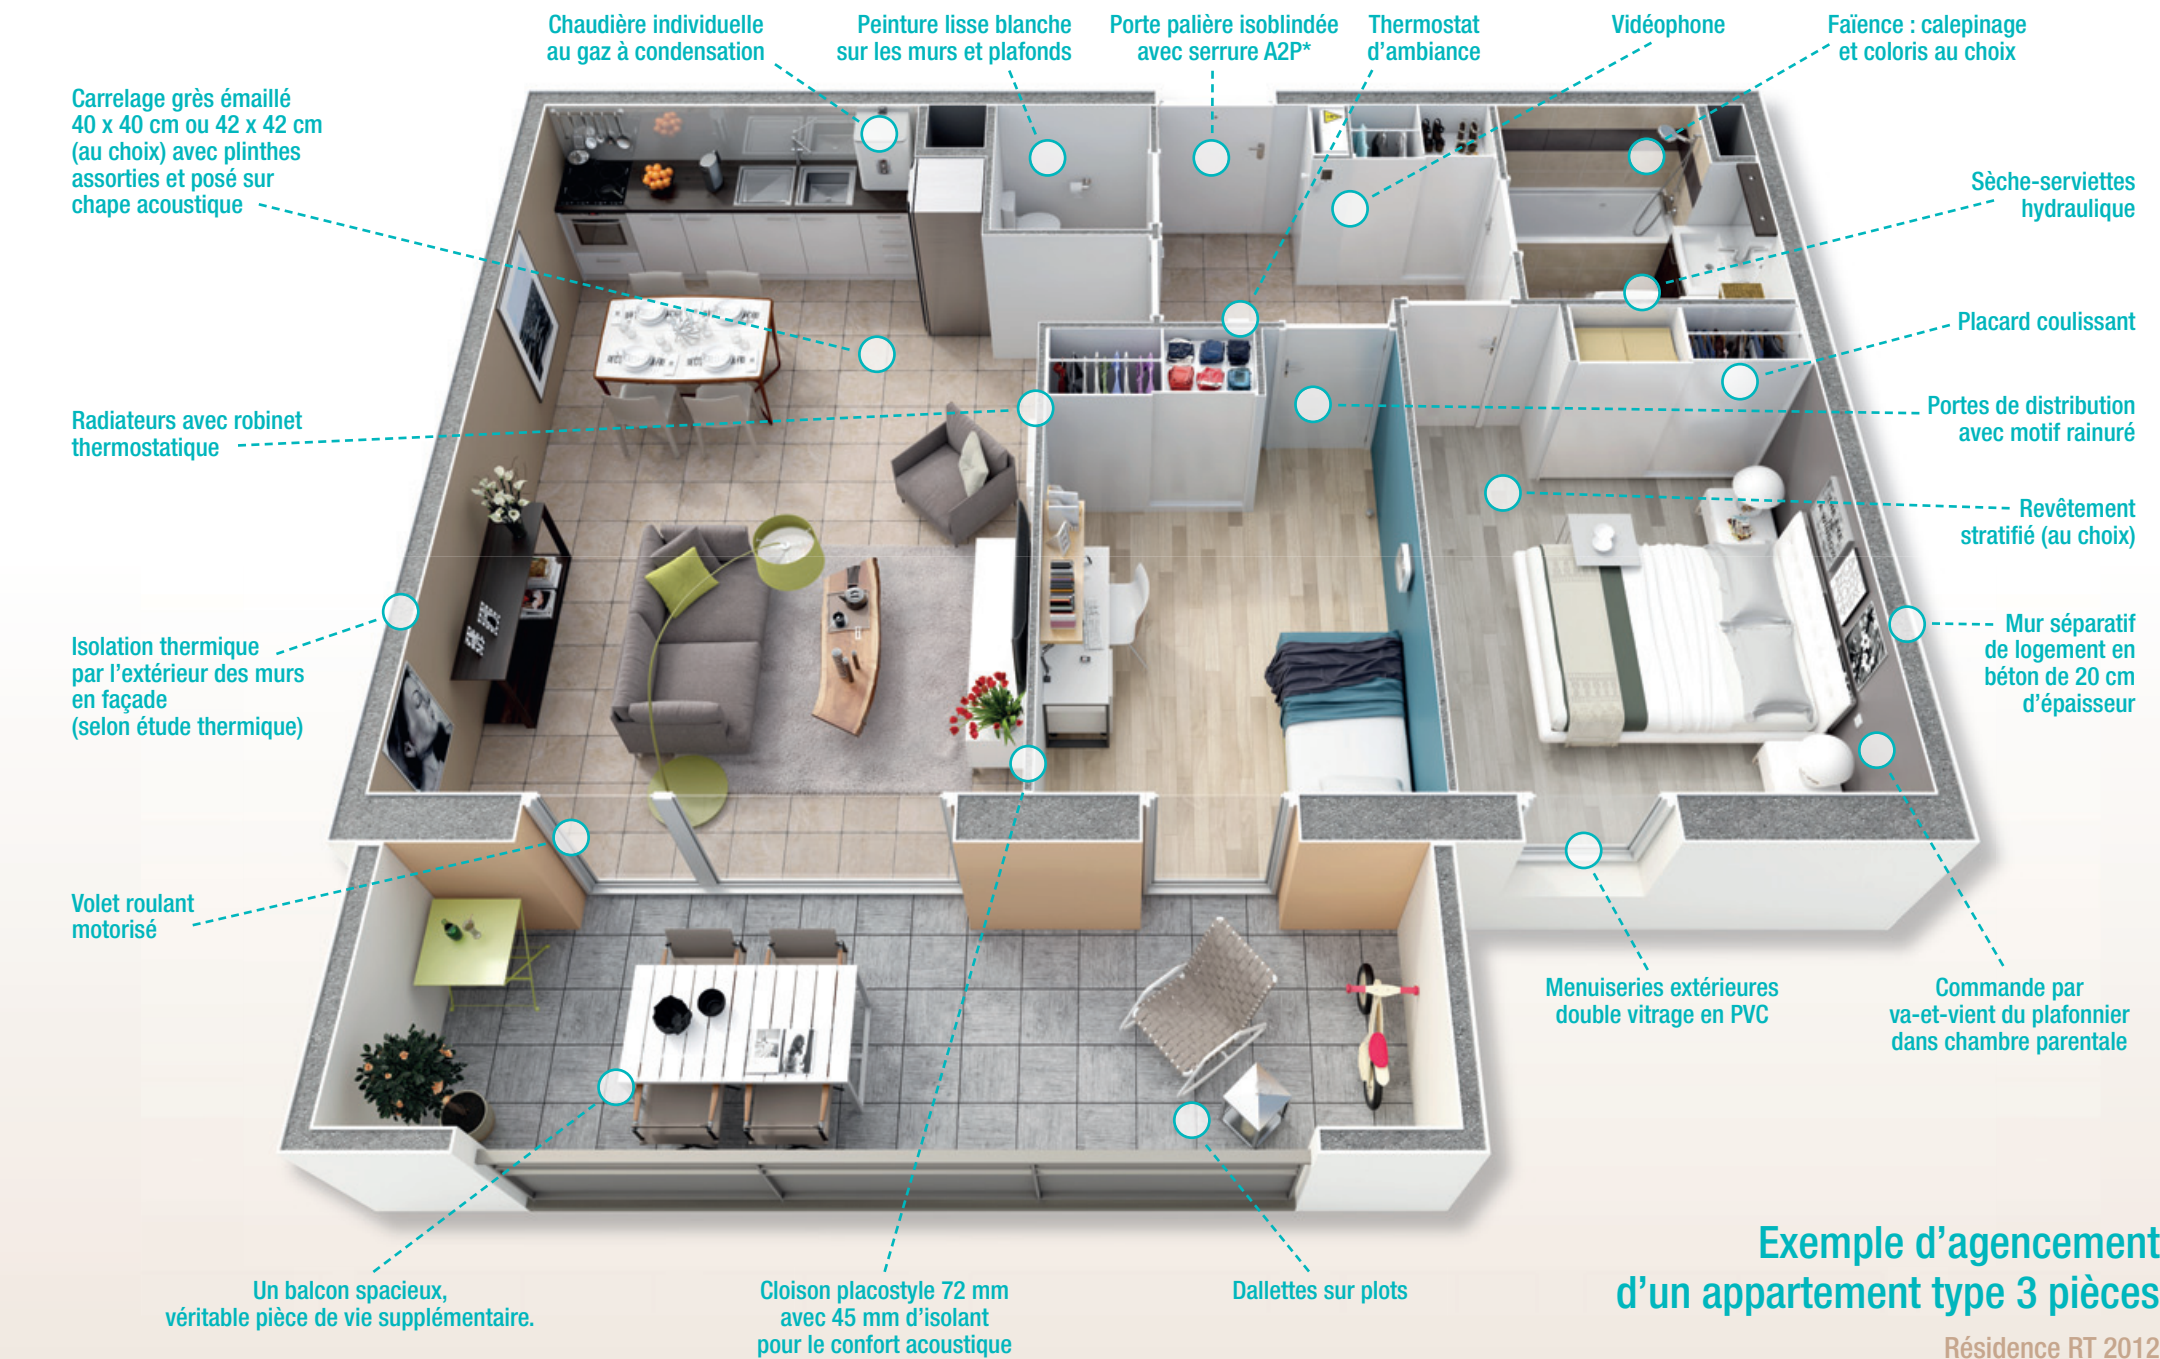 Chaudière individuelle
au gaz à condensation
Peinture lisse blanche
sur les murs et plafonds
Porte palière isoblindée
avec serrure A2P*
Thermostat
d’ambiance
Vidéophone
Faïence : calepinage
et coloris au choix
Carrelage grès émaillé
40 x 40 cm ou 42 x 42 cm
(au choix) avec plinthes
assorties et posé sur
chape acoustique
Sèche-serviettes
hydraulique
Placard coulissant
Radiateurs avec robinet
thermostatique
Portes de distribution
avec motif rainuré
Revêtement
stratifié (au choix)
Isolation thermique
par l’extérieur des murs
en façade
(selon étude thermique)
Mur séparatif
de logement en
béton de 20 cm
d’épaisseur
Volet roulant
motorisé
Menuiseries extérieures
double vitrage en PVC
Commande par
va-et-vient du plafonnier
dans chambre parentale
Un balcon spacieux,
véritable pièce de vie supplémentaire.
Cloison placostyle 72 mm
avec 45 mm d’isolant
pour le confort acoustique
Dallettes sur plots
Exemple d’agencement
d’un appartement type 3 pièces
Résidence RT 2012